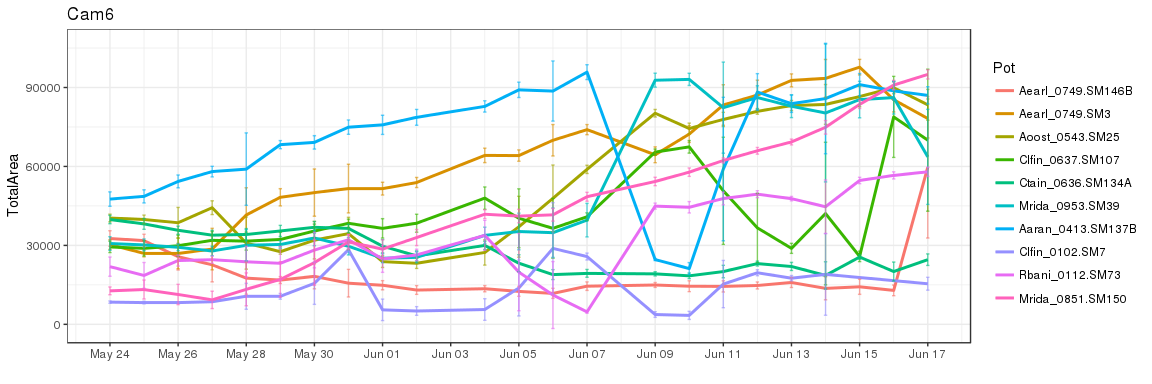 Cam6
TotalArea
90000
60000
30000
0
May 24 May 26 May 28 May 30 Jun 01 Jun 03 Jun 05 Jun 07 Jun 09 Jun 11 Jun 13 Jun 15 Jun 17
Pot
Aearl_0749.SM146B
Aearl_0749.SM3
Aoost_0543.SM25
Clfin_0637.SM107
Ctain_0636.SM134A
Mrida_0953.SM39
Aaran_0413.SM137B
Clfin_0102.SM7
Rbani_0112.SM73
Mrida_0851.SM150